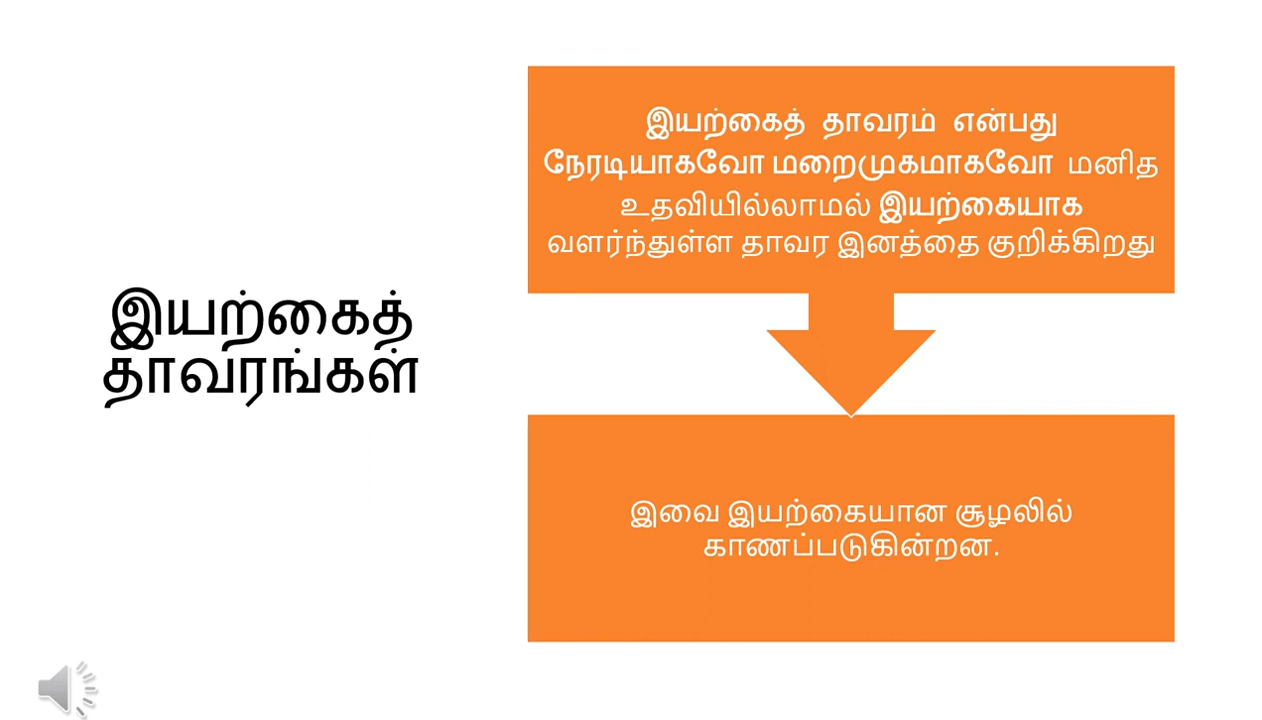 இயற்கைத்
தாவரங்கள்
இயற்கைத் தாவரம் என்பது
நேரடியாகவோ மறைமுகமாகவோ மனித
உதவியில்லாமல் இயற்கையாக
வளர்ந்துள்ள தாவர இனத்தை குறிக்கிறது
இவை இயற்கையான சூழலில்
காணப்படுகின்றன.